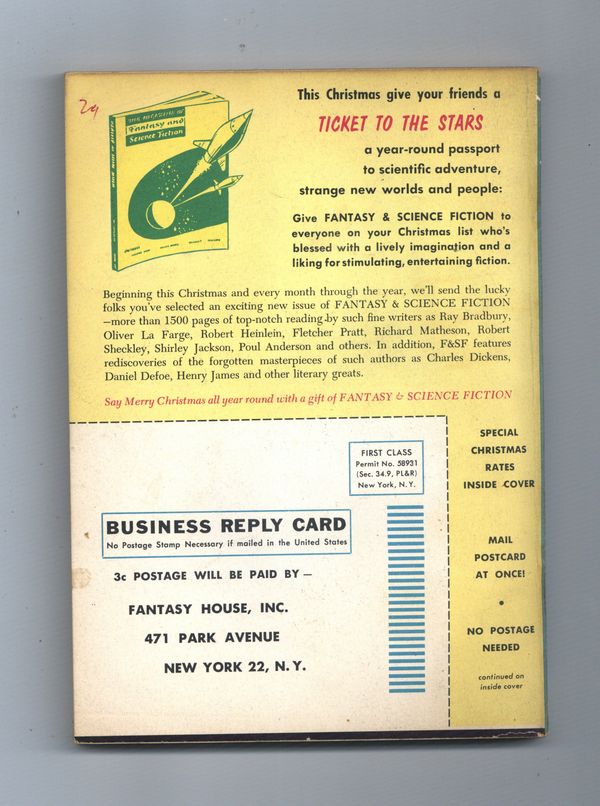 29
THE MAGAZINE OF
Fantasy and
Science Fiction
This Christmas give your friends a
TICKET TO THE STARS
a year-round passport
to scientific adventure,
strange new worlds and people:
Give FANTASY & SCIENCE FICTION to
everyone on your Christmas list who's
blessed with a lively imagination and a
liking for stimulating, entertaining fiction.
Beginning this Christmas and every month through the year, we'll send the lucky
folks you've selected an exciting new issue of FANTASY & SCIENCE FICTION
—more than 1500 pages of top-notch reading by such fine writers as Ray Bradbury,
Oliver La Farge, Robert Heinlein, Fletcher Pratt, Richard Matheson, Robert
Sheckley, Shirley Jackson, Poul Anderson and others. In addition, F&SF features
rediscoveries of the forgotten masterpieces of such authors as Charles Dickens,
Daniel Defoe, Henry James and other literary greats.
Say Merry Christmas all year round with a gift of FANTASY & SCIENCE FICTION
FIRST CLASS
Permit No. 58931
(Sec. 34.9, PL&R)
New York, N. Y.
BUSINESS REPLY CARD
No Postage Stamp Necessary if mailed in the United States
3c POSTAGE WILL BE PAID BY —
FANTASY HOUSE, INC.
471 PARK AVENUE
NEW YORK 22, N. Y.
SPECIAL
CHRISTMAS
RATES
INSIDE COVER
MAIL
POSTCARD
AT ONCE!
•
NO POSTAGE
NEEDED
continued on
inside cover